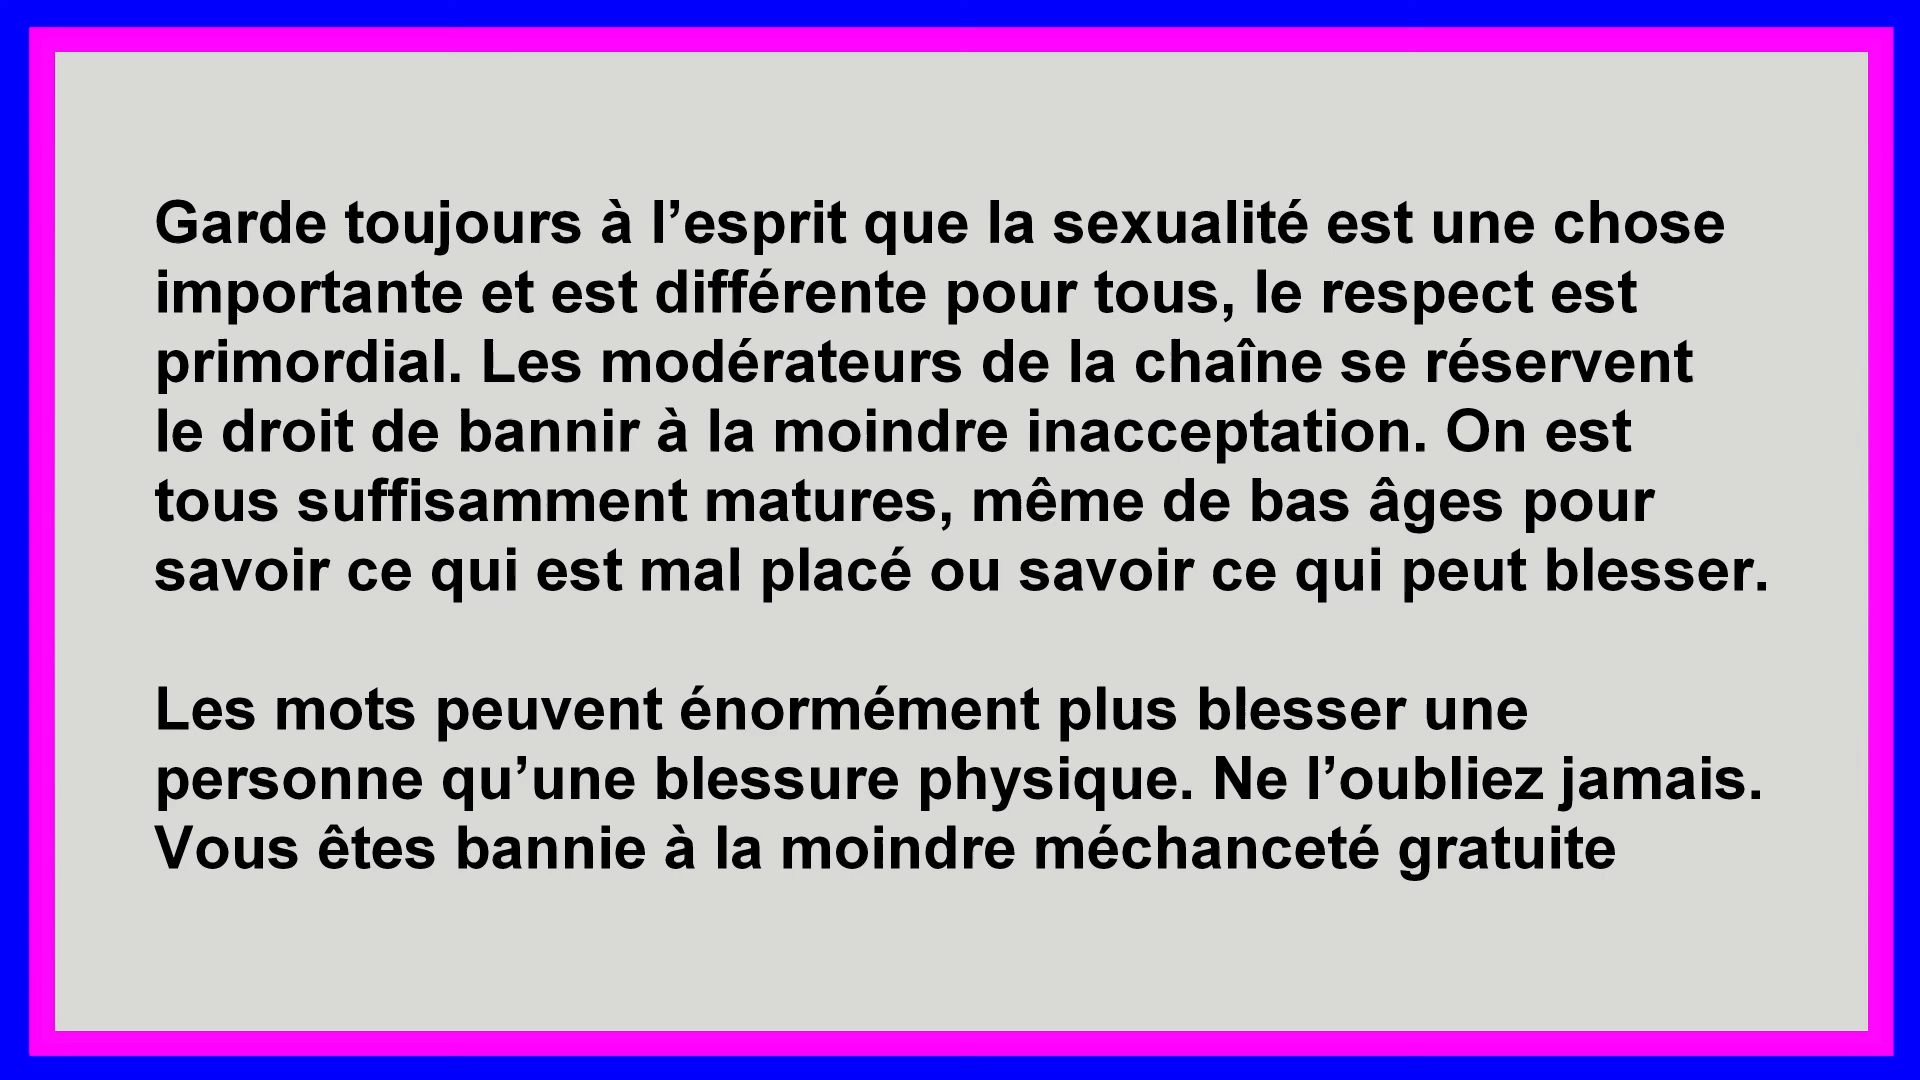 Garde toujours à l’esprit que la sexualité est une chose
importante et est différente pour tous, le respect est
primordial. Les modérateurs de la chaîne se réservent
le droit de bannir à la moindre inacceptation. On est
tous suffisamment matures, même de bas âges pour
savoir ce qui est mal placé ou savoir ce qui peut blesser.
Les mots peuvent énormément plus blesser une
personne qu’une blessure physique. Ne l’oubliez jamais.
Vous êtes bannie à la moindre méchanceté gratuite